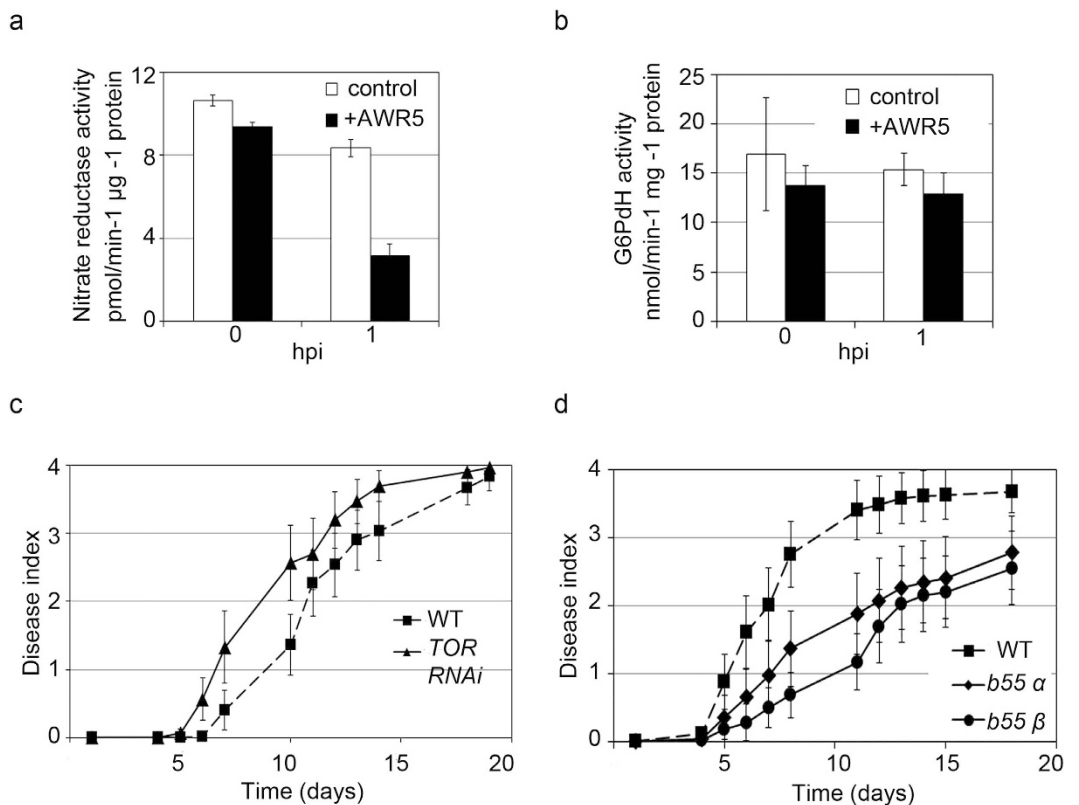 a
Nitrate reductase activity
pmol/min-1 µg -1 protein
12
8
4
0
control
+AWR5
0
1
hpi
b
G6PdH activity
nmol/min-1 mg -1 protein
25
20
15
10
5
0
control
+AWR5
0
1
hpi
c
Disease index
4
3
2
1
0
WT
TOR
RNAi
5
10
15
20
Time (days)
d
Disease index
4
3
2
1
0
WT
b55 α
b55 β
5
10
15
20
Time (days)